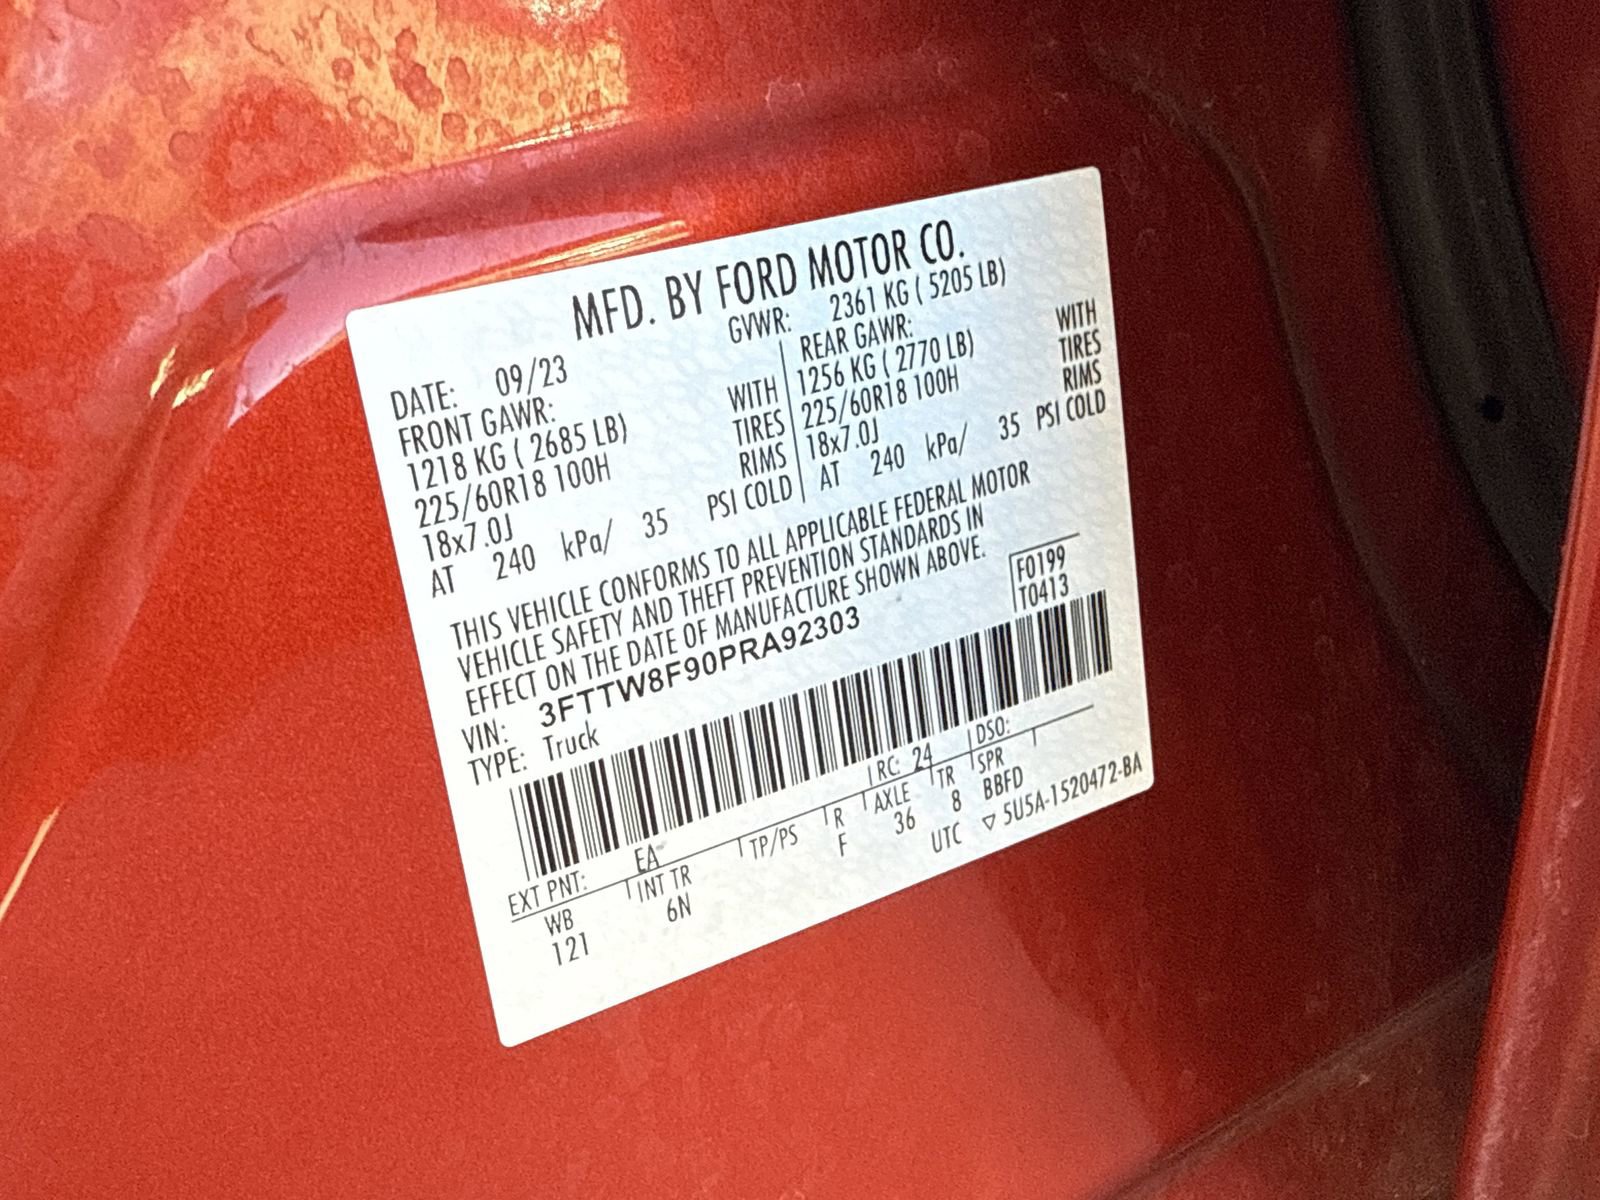 MFD. BY FORD MOTOR CO.
DATE: 09/23 GVWR: 2361 KG ( 5205 LB)
FRONT GAWR: REAR GAWR:
1218 KG ( 2685 LB) WITH 1256 KG ( 2770 LB) WITH
225/60R18 100H TIRES 225/60R18 100H TIRES
18x7.0J RIMS 18x7.0J RIMS
AT 240 kPa/ 35 PSI COLD AT 240 kPa/ 35 PSI COLD
THIS VEHICLE CONFORMS TO ALL APPLICABLE FEDERAL MOTOR
VEHICLE SAFETY AND THEFT PREVENTION STANDARDS IN
EFFECT ON THE DATE OF MANUFACTURE SHOWN ABOVE.
VIN: 3FTTW8F90PRA92303 F0199
TYPE: Truck T0413
EXT PNT: EA RC: 24 DSO:
WB INT TR TP/PS R AXLE TR SPR
121 6N F 36 8 BBFD
UTC ▽ 5U5A-1520472-BA